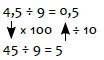 4,5 ÷ 9 = 0,5
× 100 ÷ 10
45 ÷ 9 = 5